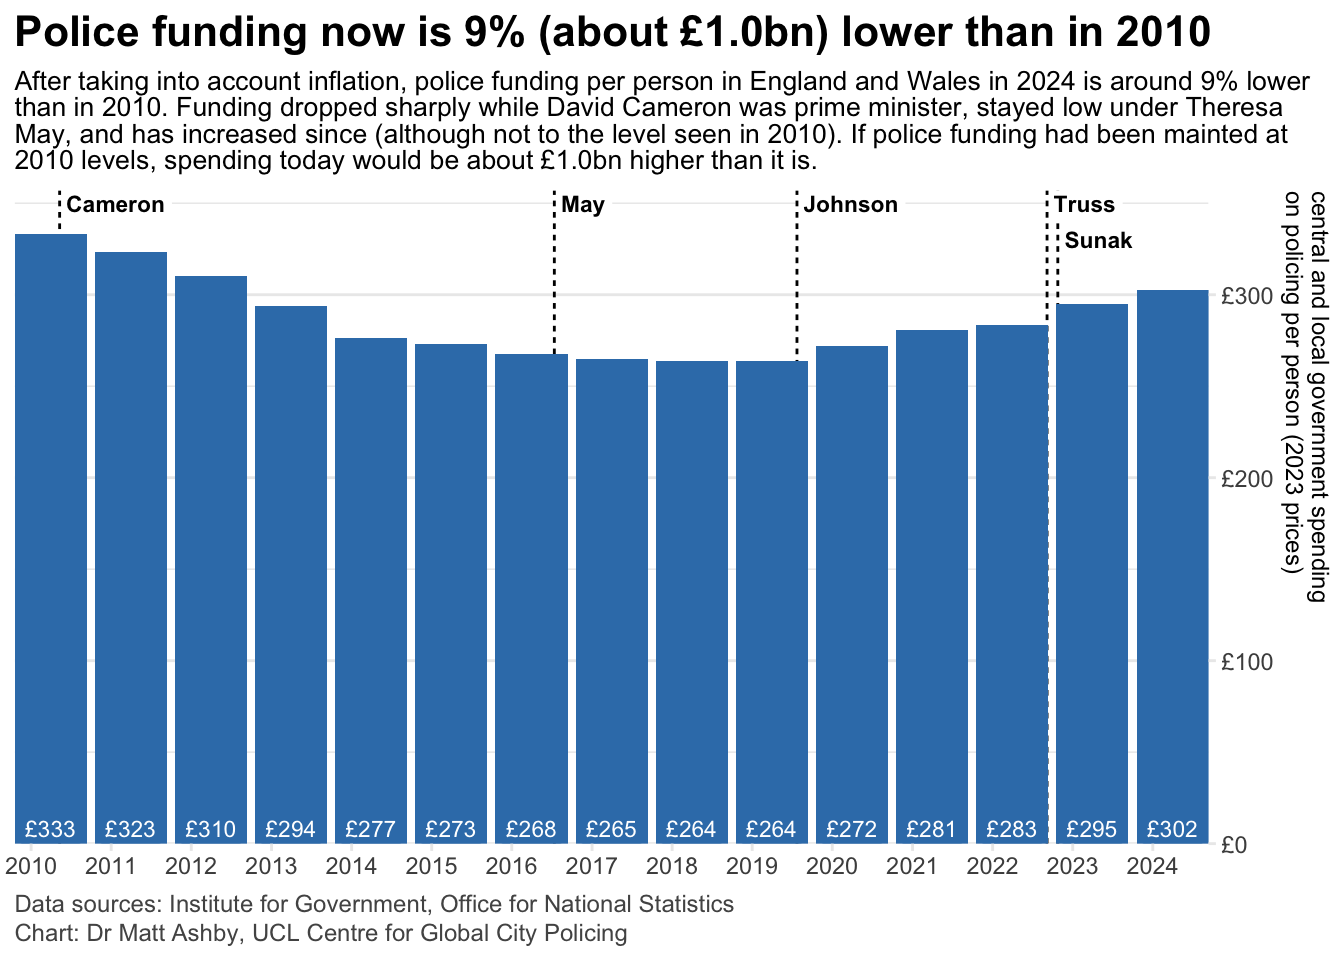 Police funding now is 9% (about £1.0bn) lower than in 2010
After taking into account inflation, police funding per person in England and Wales in 2024 is around 9% lower
than in 2010. Funding dropped sharply while David Cameron was prime minister, stayed low under Theresa
May, and has increased since (although not to the level seen in 2010). If police funding had been mainted at
2010 levels, spending today would be about £1.0bn higher than it is.
Cameron
May
Johnson
Truss
Sunak
central and local government spending
on policing per person (2023 prices)
£300
£200
£100
£0
£333 £323 £310 £294 £277 £273 £268 £265 £264 £264 £272 £281 £283 £295 £302
2010 2011 2012 2013 2014 2015 2016 2017 2018 2019 2020 2021 2022 2023 2024
Data sources: Institute for Government, Office for National Statistics
Chart: Dr Matt Ashby, UCL Centre for Global City Policing